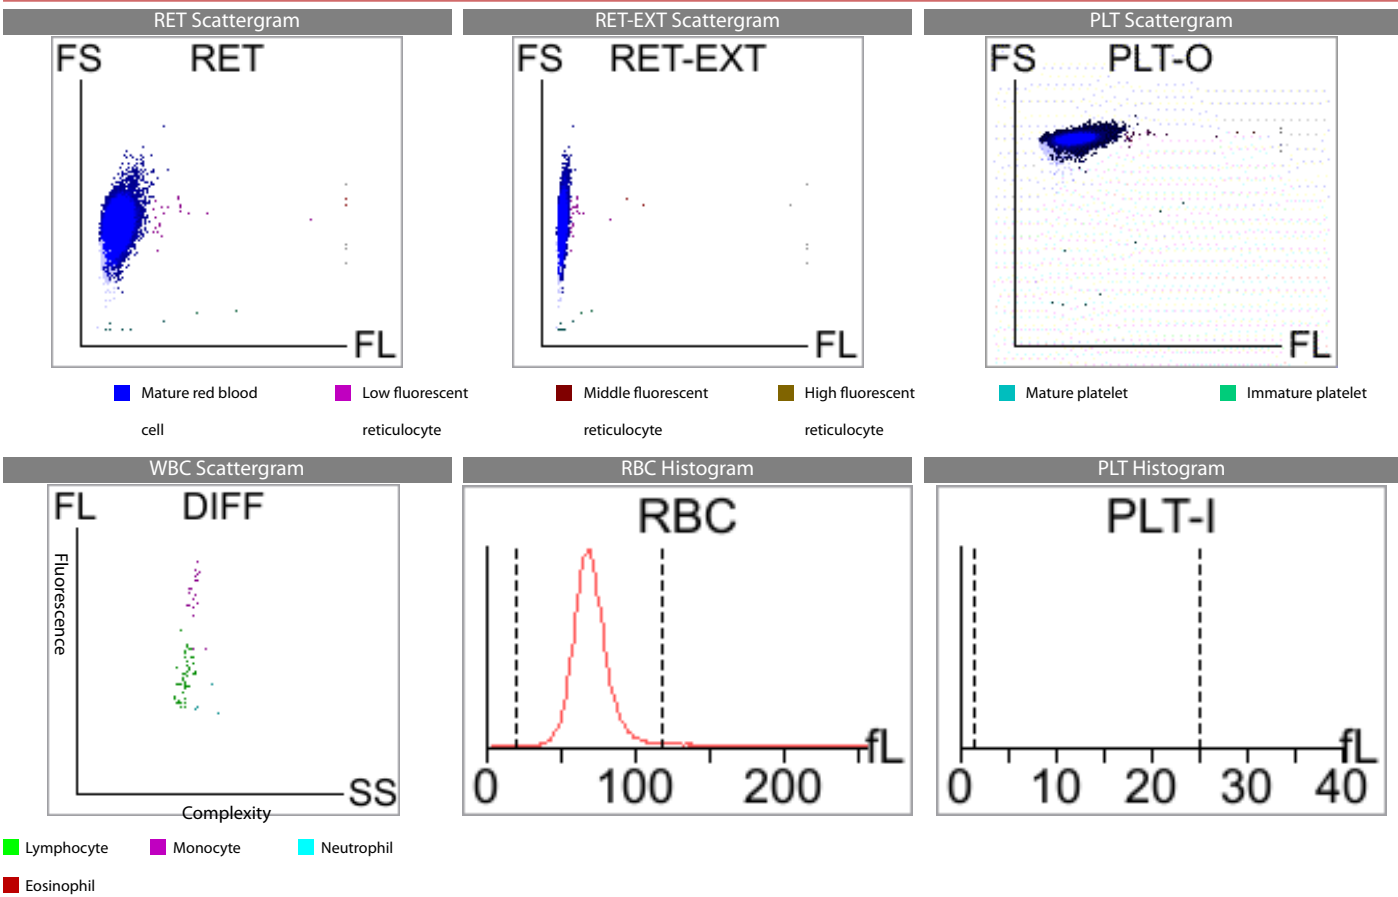 RET Scattergram
RET-EXT Scattergram
PLT Scattergram
FS RET
FL
FS RET-EXT
FL
FS PLT-O
FL
Mature red blood
cell
Low fluorescent
reticulocyte
Middle fluorescent
reticulocyte
High fluorescent
reticulocyte
Mature platelet
Immature platelet
WBC Scattergram
RBC Histogram
PLT Histogram
FL DIFF
Fluorescence
SS
Complexity
RBC
fL
0 100 200
PLT-I
fL
0 10 20 30 40
Lymphocyte
Monocyte
Neutrophil
Eosinophil